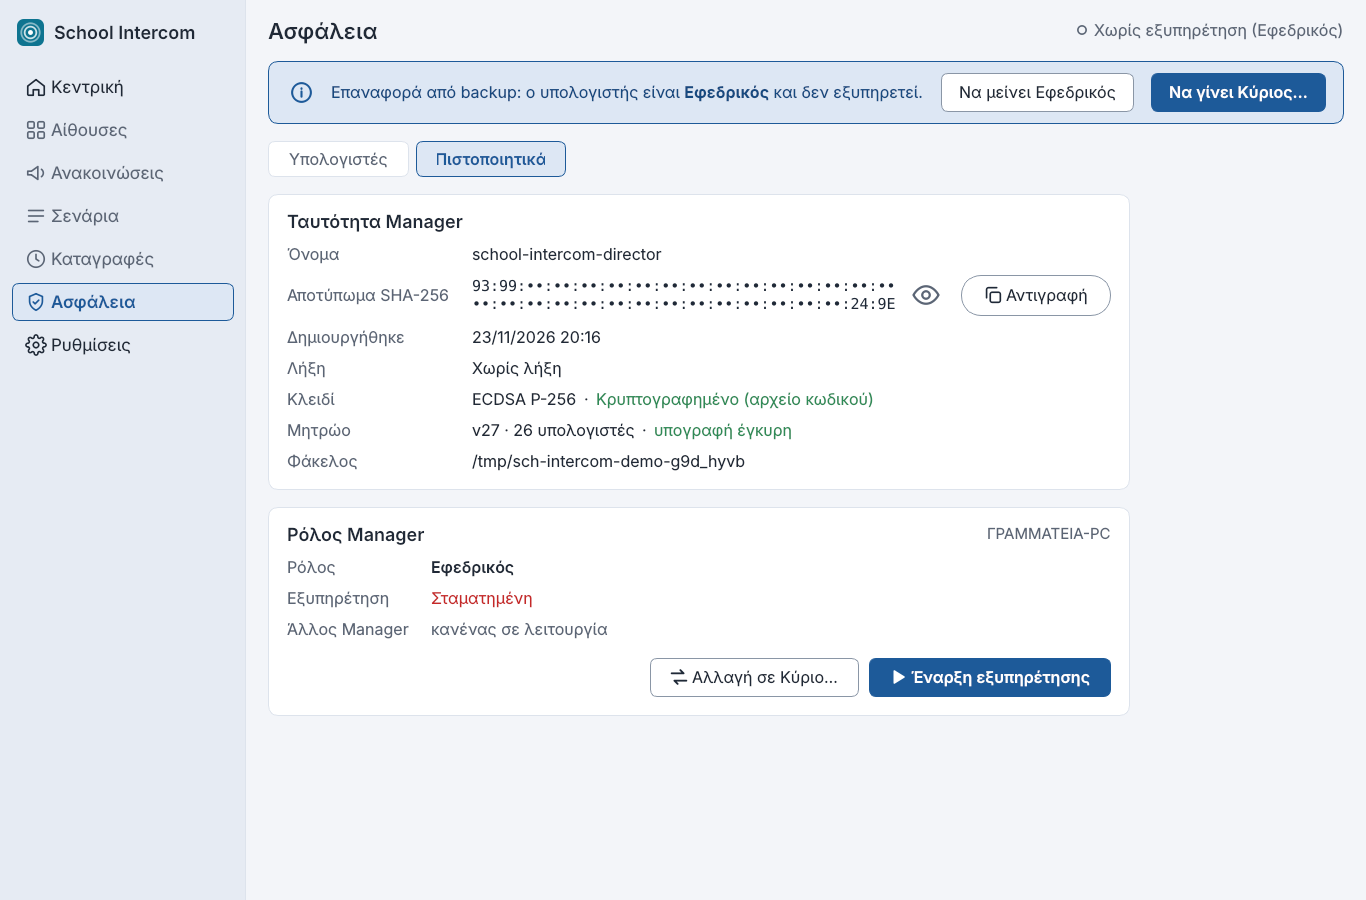 School Intercom
Κεντρική
Αίθουσες
Ανακοινώσεις
Σενάρια
Καταγραφές
Ασφάλεια
Ρυθμίσεις
Ασφάλεια
Χωρίς εξυπηρέτηση (Εφεδρικός)
Επαναφορά από backup: ο υπολογιστής είναι Εφεδρικός και δεν εξυπηρετεί.
Να μείνει Εφεδρικός
Να γίνει Κύριος...
Υπολογιστές
Πιστοποιητικά
Ταυτότητα Manager
Όνομα school-intercom-director
Αποτύπωμα SHA-256
93:99:••:••:••:••:••:••:••:••:••:••:••:••:••:••
••:••:••:••:••:••:••:••:••:••:••:••:••:••:24:9E
Αντιγραφή
Δημιουργήθηκε 23/11/2026 20:16
Λήξη Χωρίς λήξη
Κλειδί ECDSA P-256 · Κρυπτογραφημένο (αρχείο κωδικού)
Μητρώο v27 · 26 υπολογιστές · υπογραφή έγκυρη
Φάκελος /tmp/sch-intercom-demo-g9d_hyvb
Ρόλος Manager
ΓΡΑΜΜΑΤΕΙΑ-PC
Ρόλος Εφεδρικός
Εξυπηρέτηση Σταματημένη
Άλλος Manager κανένας σε λειτουργία
Αλλαγή σε Κύριο...
Έναρξη εξυπηρέτησης